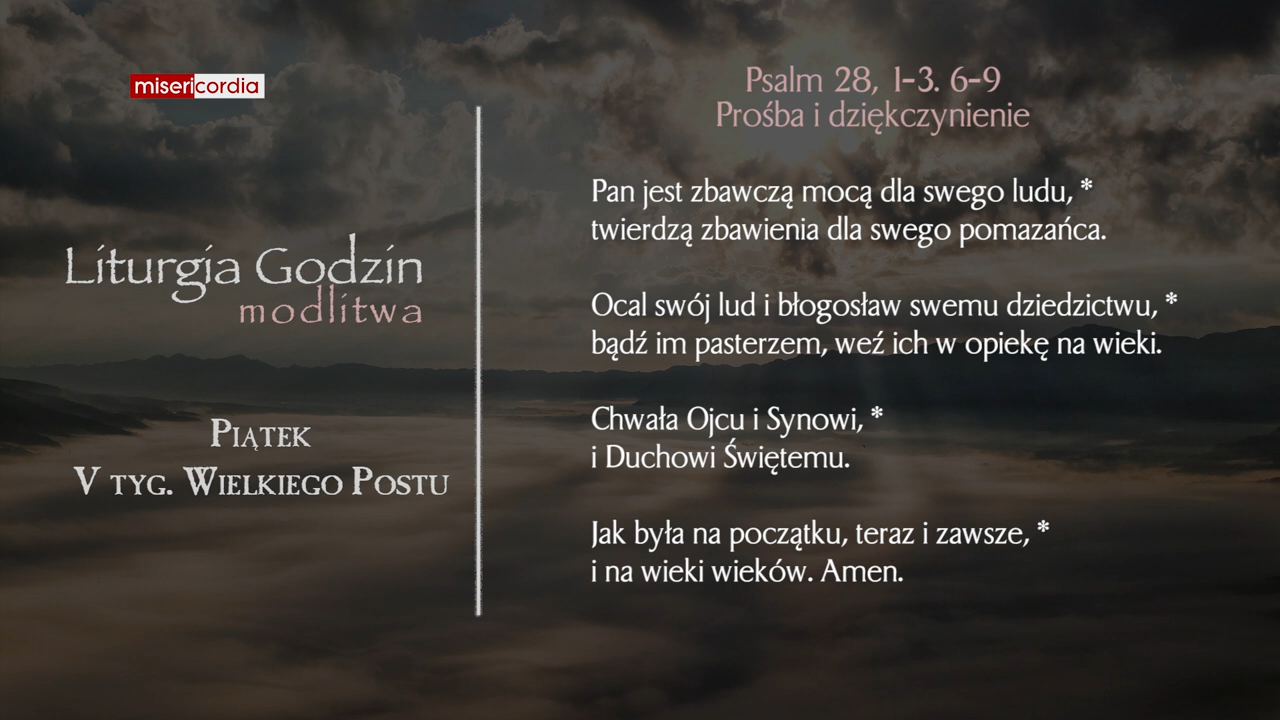 misericordia
Liturgia Godzin
modlitwa
Piątek
V tyg. Wielkiego Postu
Psalm 28, 1-3. 6-9
Prośba i dziękczynienie
Pan jest zbawczą mocą dla swego ludu, *
twierdzą zbawienia dla swego pomazańca.
Ocal swój lud i błogosław swemu dziedzictwu, *
bądź im pasterzem, weź ich w opiekę na wieki.
Chwała Ojcu i Synowi, *
i Duchowi Świętemu.
Jak była na początku, teraz i zawsze, *
i na wieki wieków. Amen.